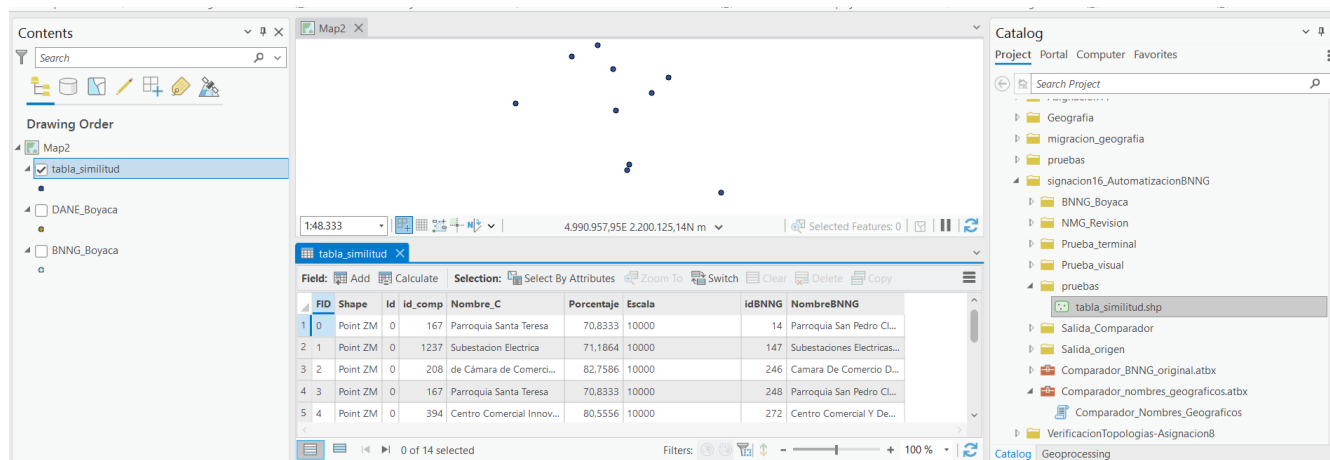 Contents
Search
Drawing Order
Map2
tabla_similitud
DANE_Boyaca
BNNG_Boyaca
Map2
1:48.333 4.990.957,95E 2.200.125,14N m Selected Features: 0
tabla_similitud
Field: Add Calculate Selection: Select By Attributes Zoom To Switch Clear Delete Copy
FID Shape Id id_comp Nombre_C Porcentaje Escala idBNNG NombreBNNG
1 0 Point ZM 0 167 Parroquia Santa Teresa 70,8333 10000 14 Parroquia San Pedro Cl...
2 1 Point ZM 0 1237 Subestacion Electrica 71,1864 10000 147 Subestaciones Electricas...
3 2 Point ZM 0 208 de Cámara de Comerci... 82,7586 10000 246 Camara De Comercio D...
4 3 Point ZM 0 167 Parroquia Santa Teresa 70,8333 10000 248 Parroquia San Pedro Cl...
5 4 Point ZM 0 394 Centro Comercial Innov... 80,5556 10000 272 Centro Comercial Y De...
0 of 14 selected Filters: - + 100 %
Catalog
Project Portal Computer Favorites
Search Project
Geografia
migracion_geografia
pruebas
signacion16_AutomatizacionBNNG
BNNG_Boyaca
NMG_Revision
Prueba_terminal
Prueba_visual
pruebas
tabla_similitud.shp
Salida_Comparador
Salida_origen
Comparador_BNNG_original.atbx
Comparador_nombres_geograficos.atbx
Comparador_Nombres_Geograficos
VerificacionTopologias-Asignacion8
Catalog Geoprocessing